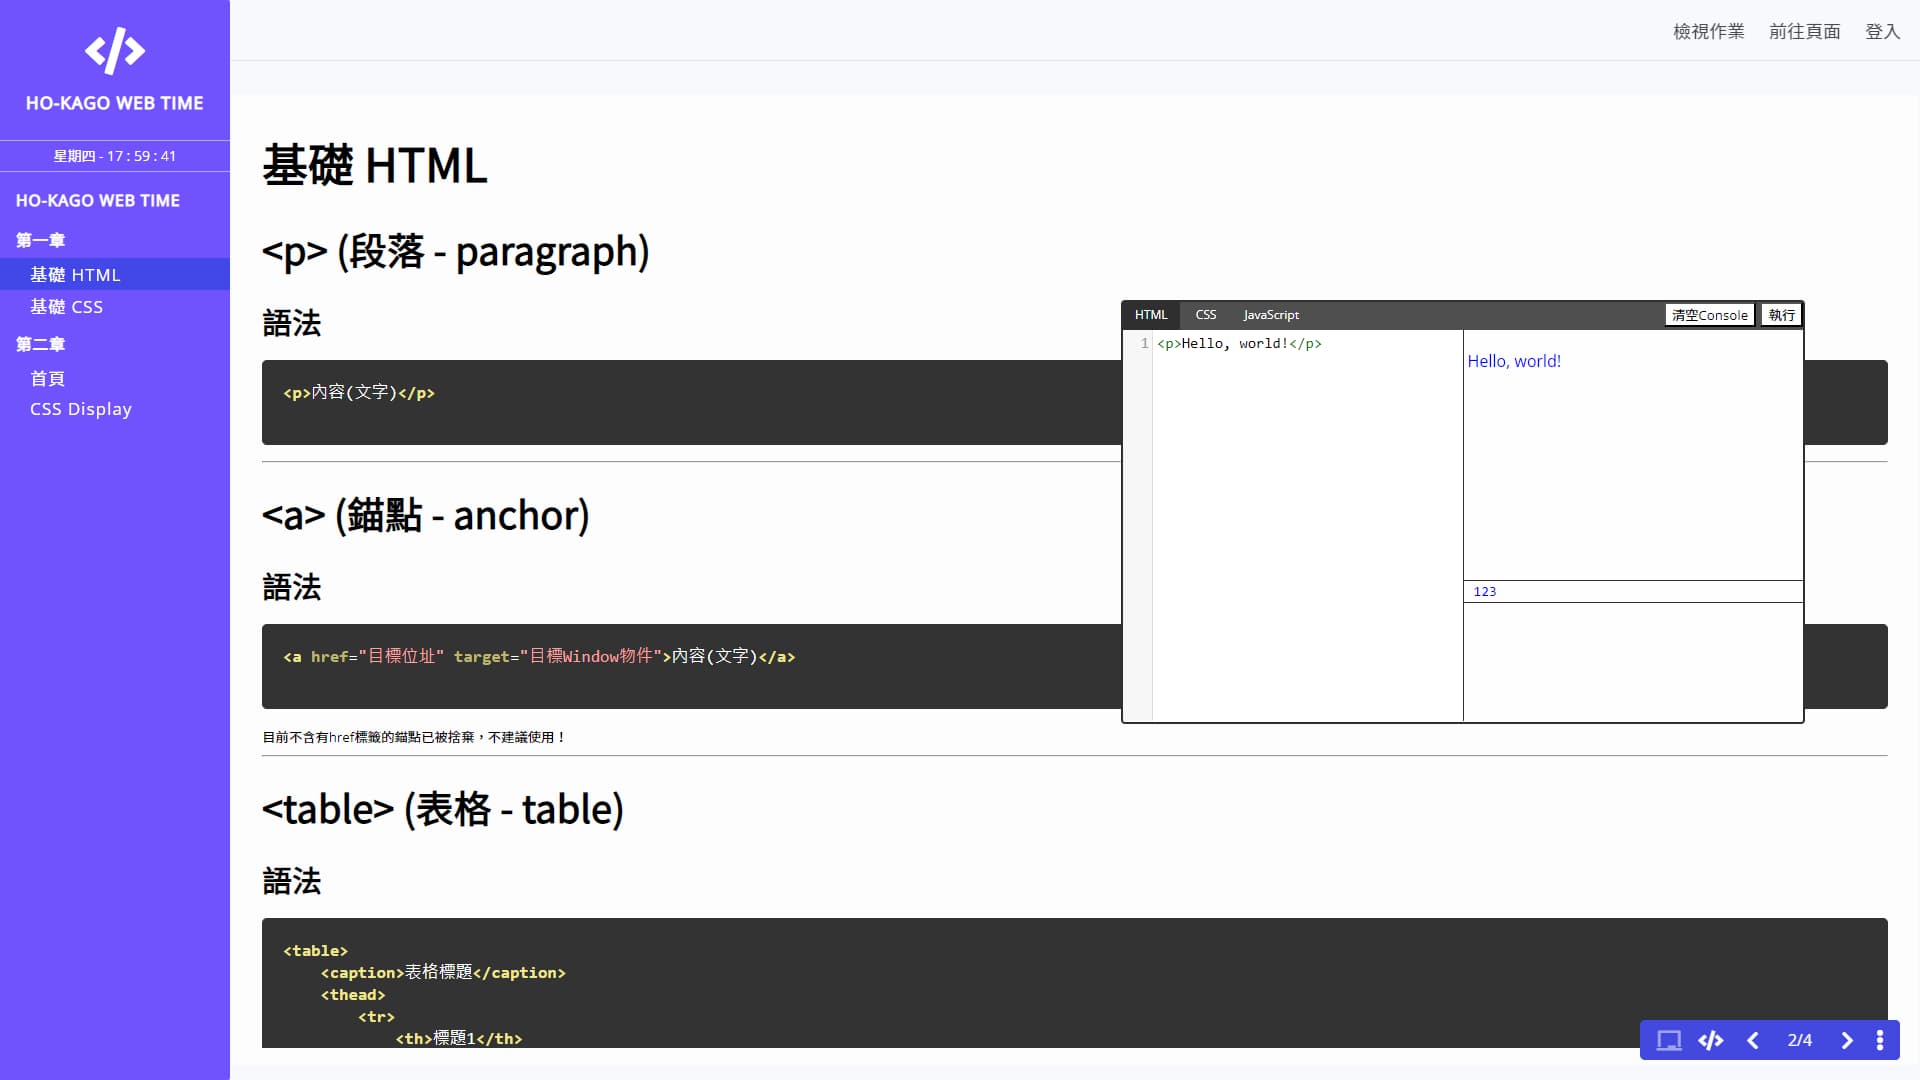 HO-KAGO WEB TIME
星期四 - 17 : 59 : 41
HO-KAGO WEB TIME
第一章
基礎 HTML
基礎 CSS
第二章
首頁
CSS Display
檢視作業 前往頁面 登入
基礎 HTML
<p> (段落 - paragraph)
語法
<p>內容(文字)</p>
<a> (錨點 - anchor)
語法
<a href="目標位址" target="目標Window物件">內容(文字)</a>
目前不含有href標籤的錨點已被捨棄，不建議使用！
<table> (表格 - table)
語法
<table>
<caption>表格標題</caption>
<thead>
<tr>
<th>標題1</th>
HTML CSS JavaScript 清空Console 執行
1 <p>Hello, world!</p>
Hello, world!
123
2/4